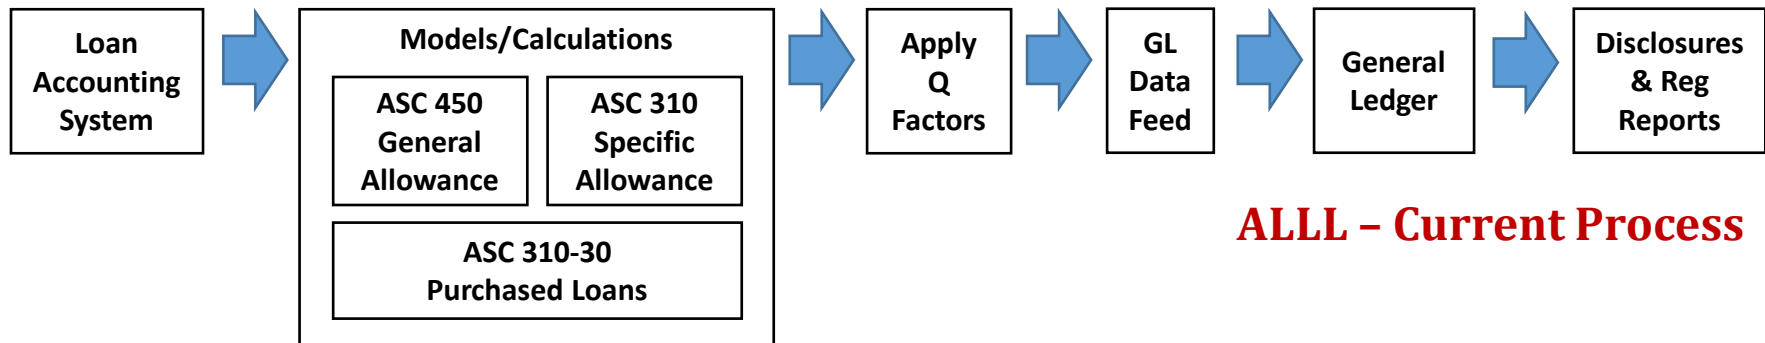 Loan
Accounting
System
Models/Calculations
ASC 450
General
Allowance
ASC 310
Specific
Allowance
ASC 310-30
Purchased Loans
Apply
Q
Factors
GL
Data
Feed
General
Ledger
Disclosures
& Reg
Reports
ALLL – Current Process